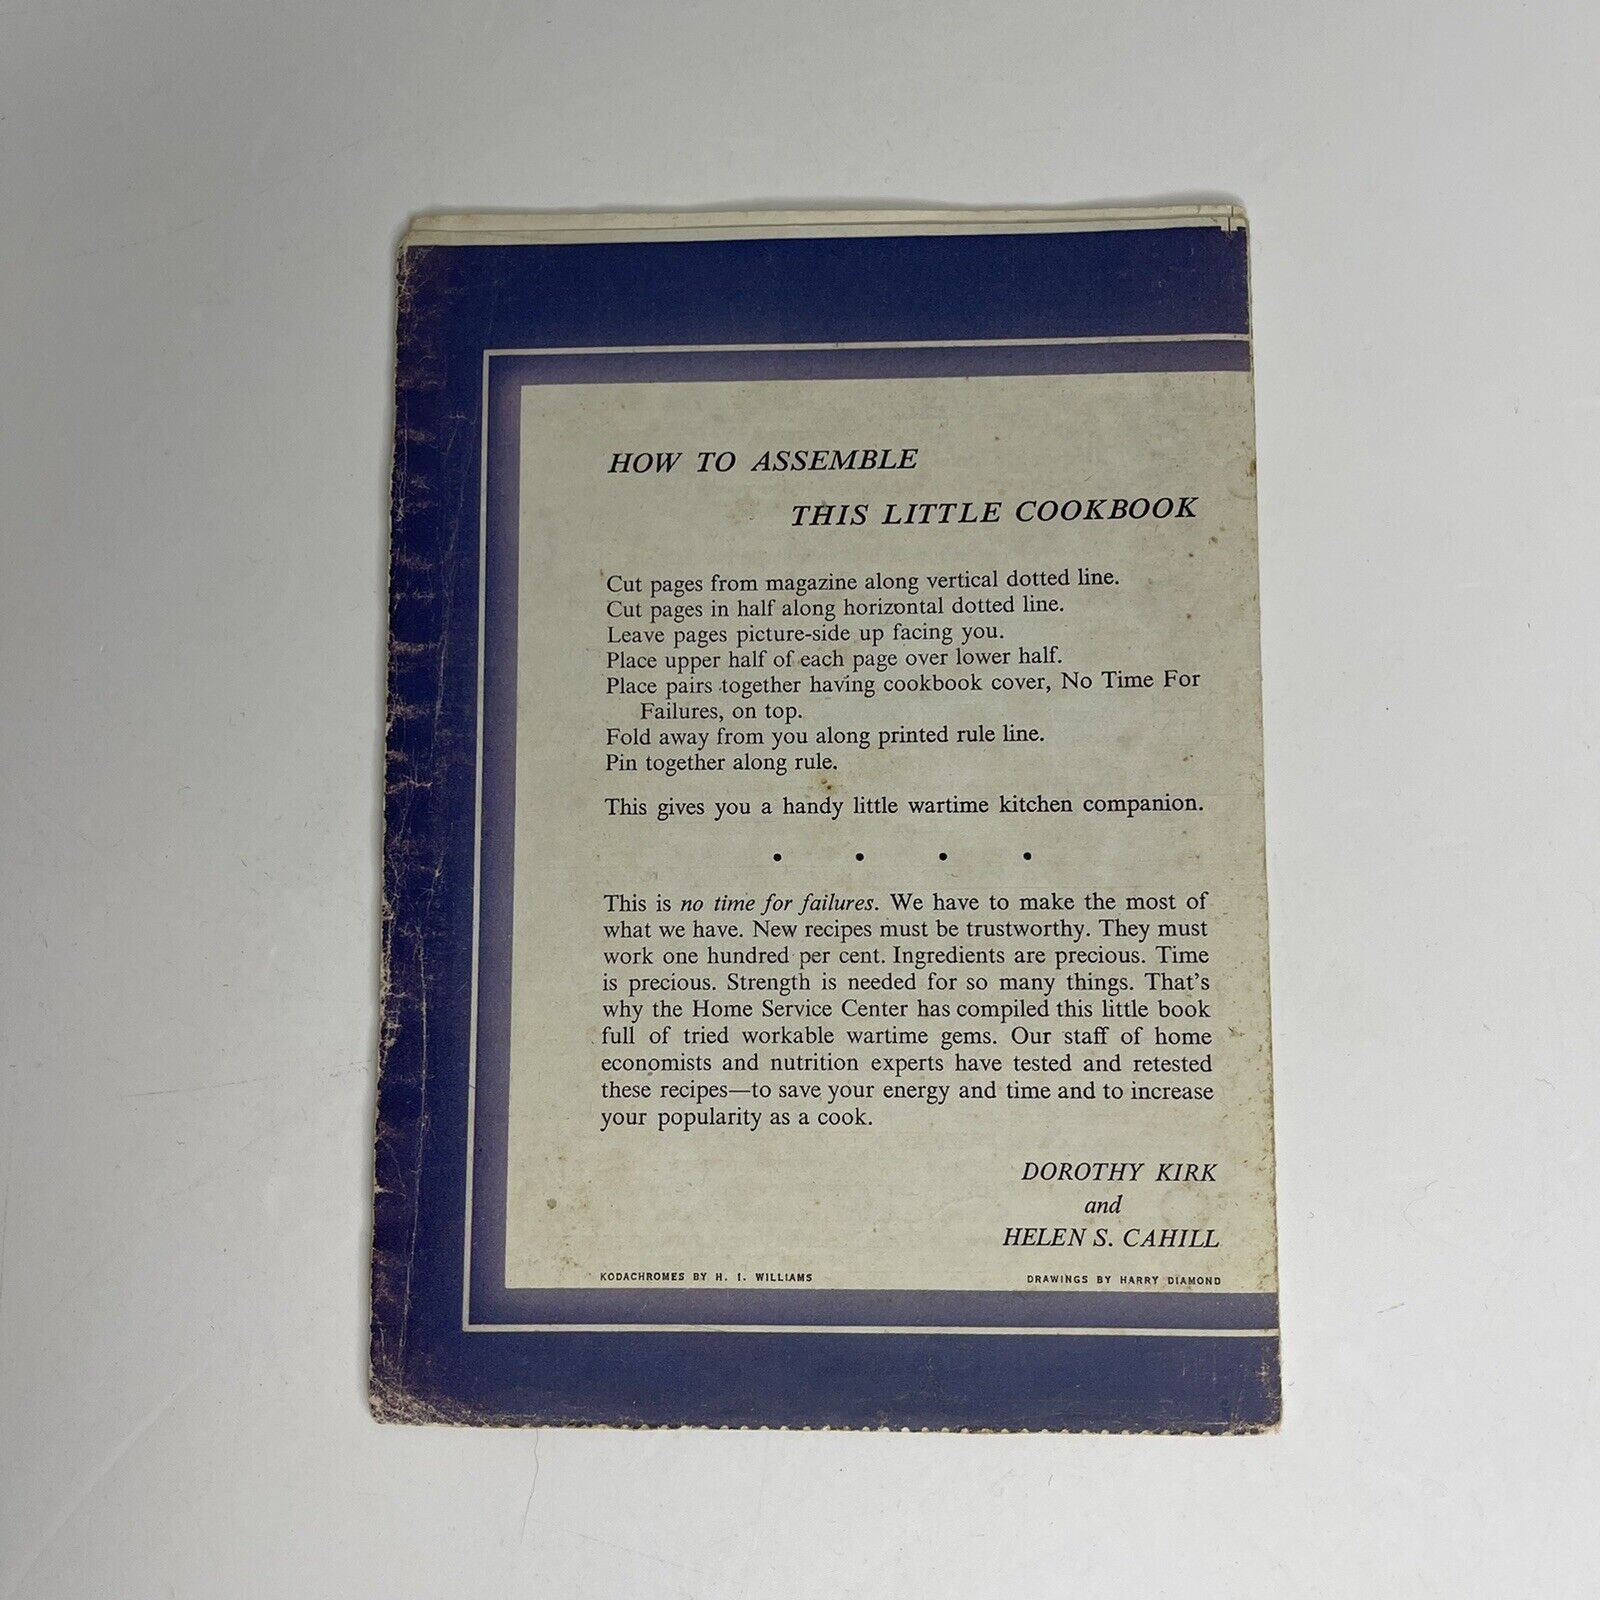 HOW TO ASSEMBLE
THIS LITTLE COOKBOOK
Cut pages from magazine along vertical dotted line.
Cut pages in half along horizontal dotted line.
Leave pages picture-side up facing you.
Place upper half of each page over lower half.
Place pairs together having cookbook cover, No Time For
Failures, on top.
Fold away from you along printed rule line.
Pin together along rule.
This gives you a handy little wartime kitchen companion.
• • • •
This is no time for failures. We have to make the most of
what we have. New recipes must be trustworthy. They must
work one hundred per cent. Ingredients are precious. Time
is precious. Strength is needed for so many things. That's
why the Home Service Center has compiled this little book
full of tried workable wartime gems. Our staff of home
economists and nutrition experts have tested and retested
these recipes—to save your energy and time and to increase
your popularity as a cook.
DOROTHY KIRK
and
HELEN S. CAHILL
KODACHROMES BY H. I. WILLIAMS
DRAWINGS BY HARRY DIAMOND